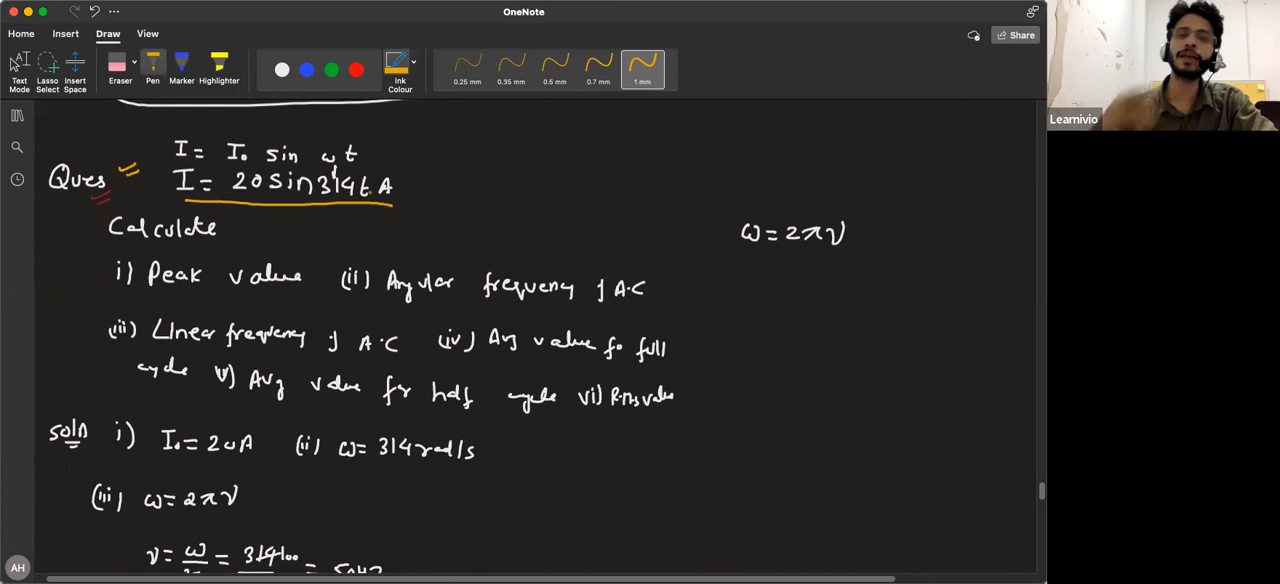 OneNote
Home Insert Draw View
Share
Text Mode
Lasso Select
Insert Space
Eraser
Pen
Marker
Highlighter
Ink Colour
0.25 mm
0.35 mm
0.5 mm
0.7 mm
1 mm
Learnivio
I = I₀ sin ωt
Ques I = 20 sin 314t A
Calculate
ω = 2πν
i) Peak value (ii) Angular frequency of A.C
(iii) Linear frequency of A.C (iv) Avg value fo full
cycle v) Avg value for half cycle vi) R.M.S value
Soln i) I₀ = 20A (ii) ω = 314 rad/s
(iii) ω = 2πν
ν = ω = 314 100 =
AH